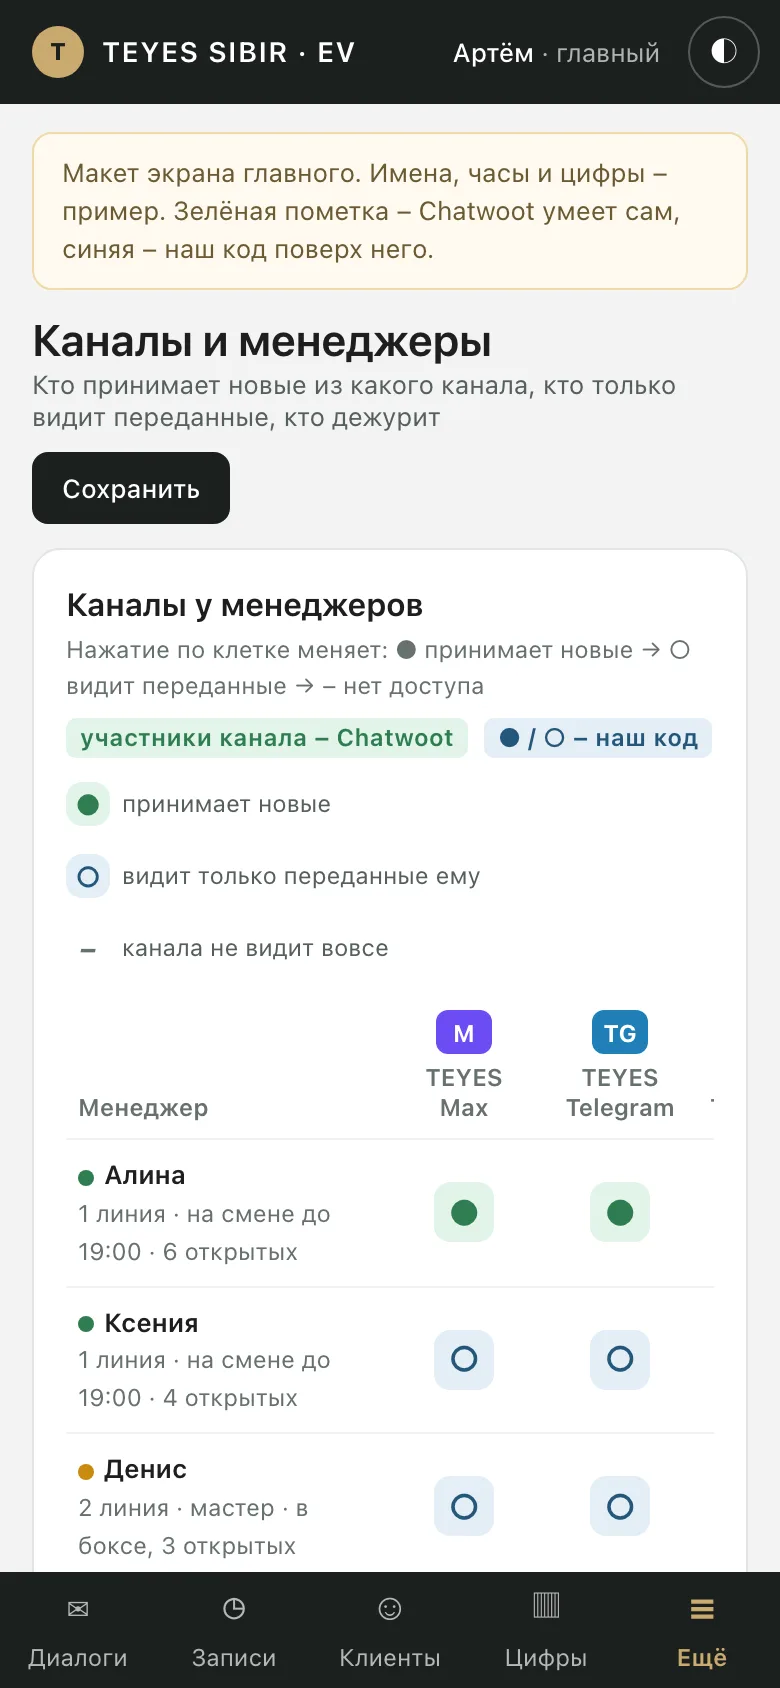 T TEYES SIBIR · EV Артём · главный
Макет экрана главного. Имена, часы и цифры –
пример. Зелёная пометка – Chatwoot умеет сам,
синяя – наш код поверх него.
Каналы и менеджеры
Кто принимает новые из какого канала, кто только
видит переданные, кто дежурит
Сохранить
Каналы у менеджеров
Нажатие по клетке меняет: ● принимает новые → ○
видит переданные → – нет доступа
участники канала – Chatwoot ● / ○ – наш код
принимает новые
видит только переданные ему
– канала не видит вовсе
M TG
TEYES TEYES
Менеджер Max Telegram
Алина
1 линия · на смене до
19:00 · 6 открытых
Ксения
1 линия · на смене до
19:00 · 4 открытых
Денис
2 линия · мастер · в
боксе, 3 открытых
Диалоги Записи Клиенты Цифры Ещё